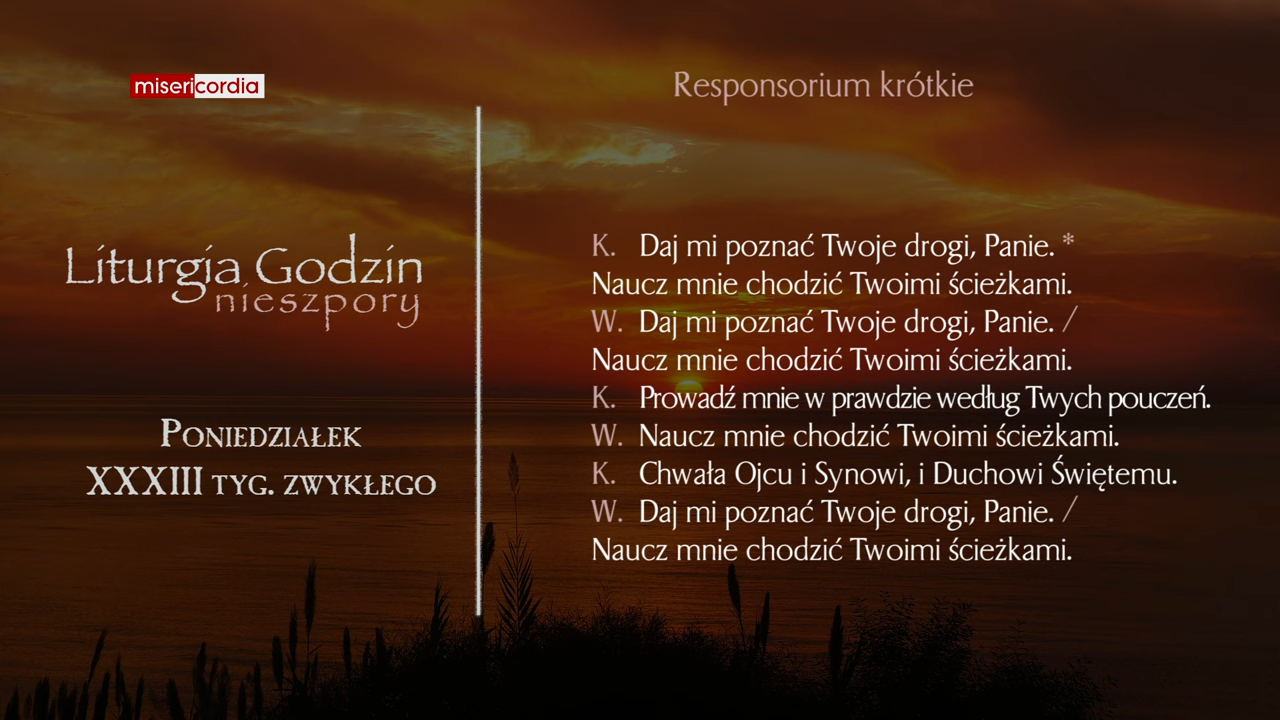 misericordia
Liturgia Godzin
nieszpory
Poniedziałek
XXXIII tyg. zwykłego
Responsorium krótkie
K. Daj mi poznać Twoje drogi, Panie. *
Naucz mnie chodzić Twoimi ścieżkami.
W. Daj mi poznać Twoje drogi, Panie. /
Naucz mnie chodzić Twoimi ścieżkami.
K. Prowadź mnie w prawdzie według Twych pouczeń.
W. Naucz mnie chodzić Twoimi ścieżkami.
K. Chwała Ojcu i Synowi, i Duchowi Świętemu.
W. Daj mi poznać Twoje drogi, Panie. /
Naucz mnie chodzić Twoimi ścieżkami.